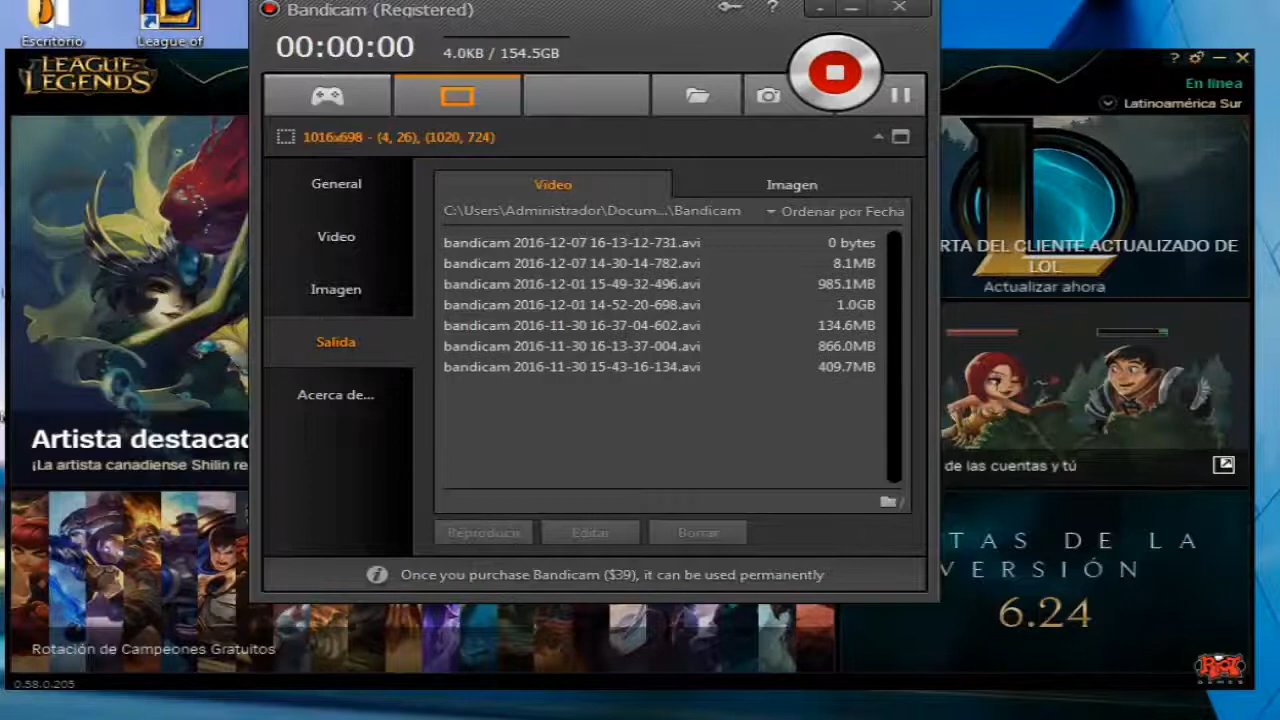 Escritorio
League of
LEAGUE OF
LEGENDS
Bandicam (Registered)
?
00:00:00
4.0KB / 154.5GB
1016x698 - (4, 26), (1020, 724)
General
Video
Imagen
Salida
Acerca de...
Video
Imagen
C:\Users\Administrador\Docum...\Bandicam
Ordenar por Fecha
bandicam 2016-12-07 16-13-12-731.avi 0 bytes
bandicam 2016-12-07 14-30-14-782.avi 8.1MB
bandicam 2016-12-01 15-49-32-496.avi 985.1MB
bandicam 2016-12-01 14-52-20-698.avi 1.0GB
bandicam 2016-11-30 16-37-04-602.avi 134.6MB
bandicam 2016-11-30 16-13-37-004.avi 866.0MB
bandicam 2016-11-30 15-43-16-134.avi 409.7MB
Reproducir
Editar
Borrar
Once you purchase Bandicam ($39), it can be used permanently
?
En línea
Latinoamérica Sur
RTA DEL CLIENTE ACTUALIZADO DE
LOL
Actualizar ahora
Artista destacad
¡La artista canadiense Shilin re
de las cuentas y tú
TAS DE LA
VERSIÓN
6.24
Rotación de Campeones Gratuitos
RIOT
GAMES
0.58.0.205